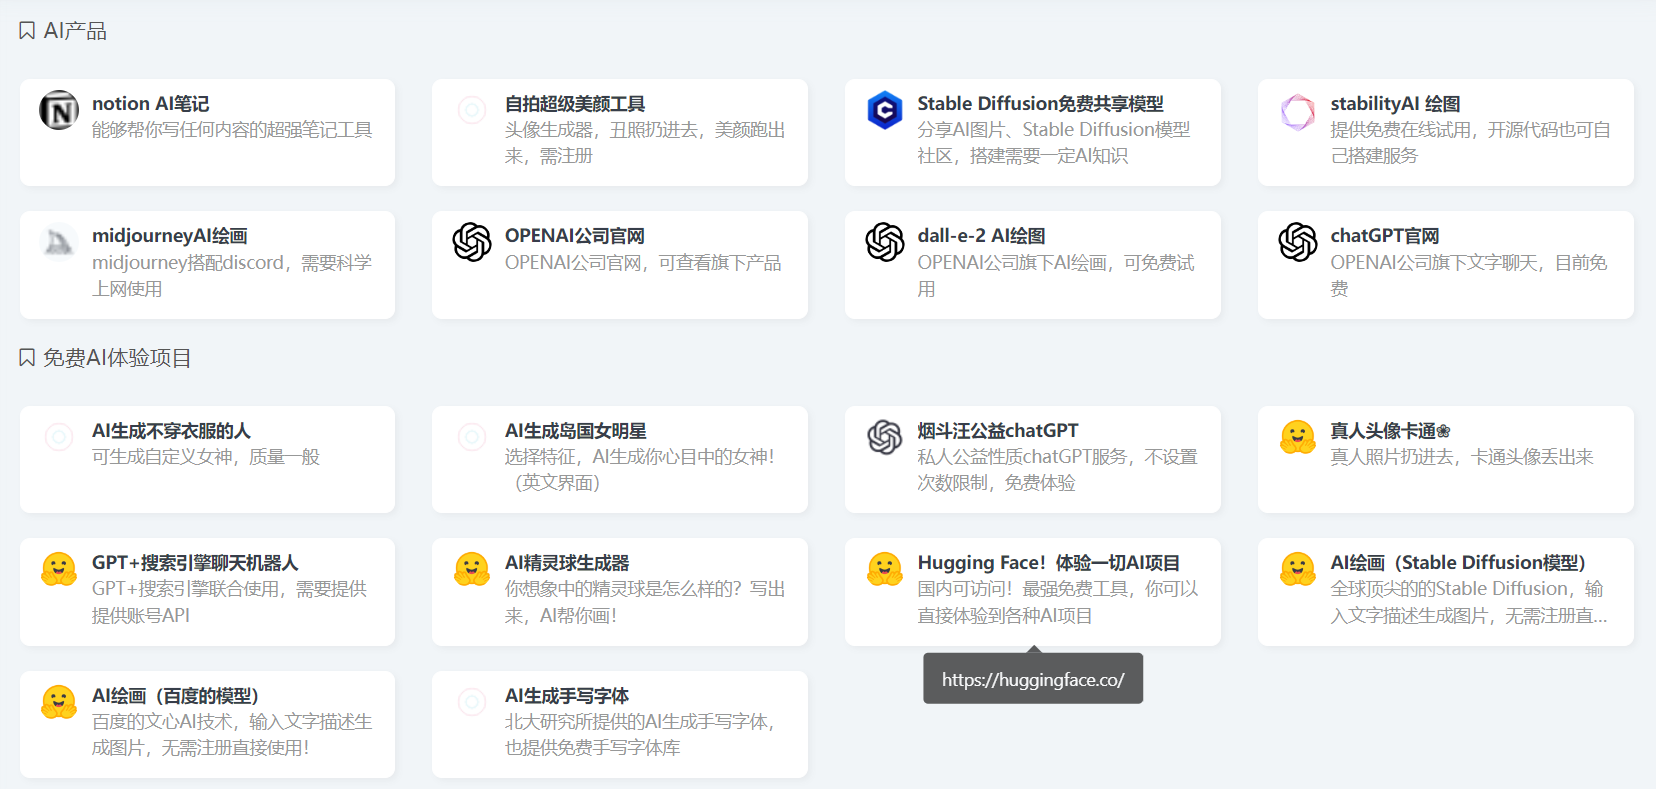 AI产品
notion AI笔记
能够帮你写任何内容的超强笔记工具
自拍超级美颜工具
头像生成器，丑照扔进去，美颜跑出
来，需注册
Stable Diffusion免费共享模型
分享AI图片、Stable Diffusion模型
社区，搭建需要一定AI知识
stabilityAI 绘图
提供免费在线试用，开源代码也可自
己搭建服务
midjourneyAI绘画
midjourney搭配discord，需要科学
上网使用
OPENAI公司官网
OPENAI公司官网，可查看旗下产品
dall-e-2 AI绘图
OPENAI公司旗下AI绘画，可免费试
用
chatGPT官网
OPENAI公司旗下文字聊天，目前免
费
免费AI体验项目
AI生成不穿衣服的人
可生成自定义女神，质量一般
AI生成岛国女明星
选择特征，AI生成你心目中的女神！
（英文界面）
烟斗汪公益chatGPT
私人公益性质chatGPT服务，不设置
次数限制，免费体验
真人头像卡通❀
真人照片扔进去，卡通头像丢出来
GPT+搜索引擎聊天机器人
GPT+搜索引擎联合使用，需要提供
提供账号API
AI精灵球生成器
你想象中的精灵球是怎么样的？写出
来，AI帮你画！
Hugging Face！体验一切AI项目
国内可访问！最强免费工具，你可以
直接体验到各种AI项目
AI绘画（Stable Diffusion模型）
全球顶尖的的Stable Diffusion，输
入文字描述生成图片，无需注册直...
https://huggingface.co/
AI绘画（百度的模型）
百度的文心AI技术，输入文字描述生
成图片，无需注册直接使用！
AI生成手写字体
北大研究所提供的AI生成手写字体，
也提供免费手写字体库